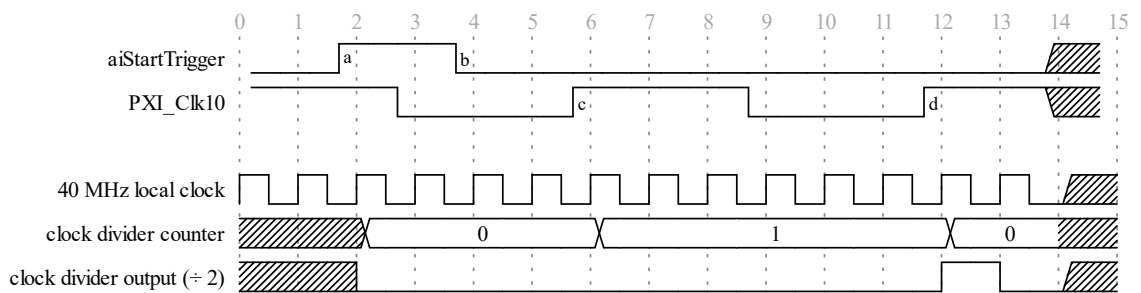 0 1 2 3 4 5 6 7 8 9 10 11 12 13 14 15
aiStartTrigger a b
PXI_Clk10 c d
40 MHz local clock
clock divider counter 0 1 0
clock divider output (÷ 2)